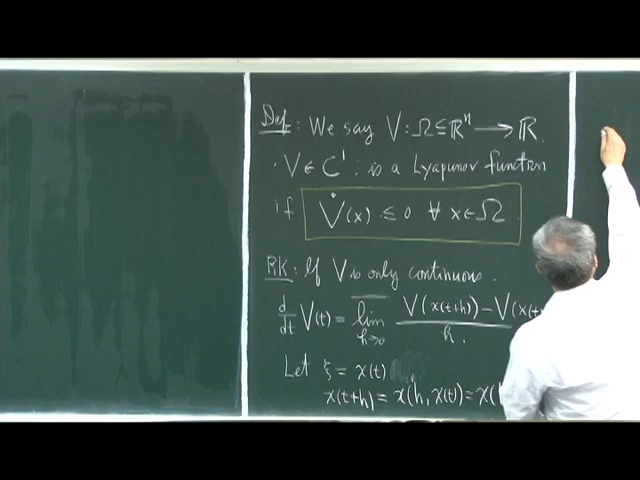 Def: We say V: Ω ⊆ ℝⁿ ⟶ ℝ.
· V ∈ C¹ : is a Lyapunov function
if V̇(x) ≤ 0 ∀ x ∈ Ω
RK: If V is only continuous.
d/dt V(t) = lim̅_{h→0} V(x(t+h)) − V(x(t / h.
Let ξ = x(t)
x(t+h) = x(h, x(t)) = x(